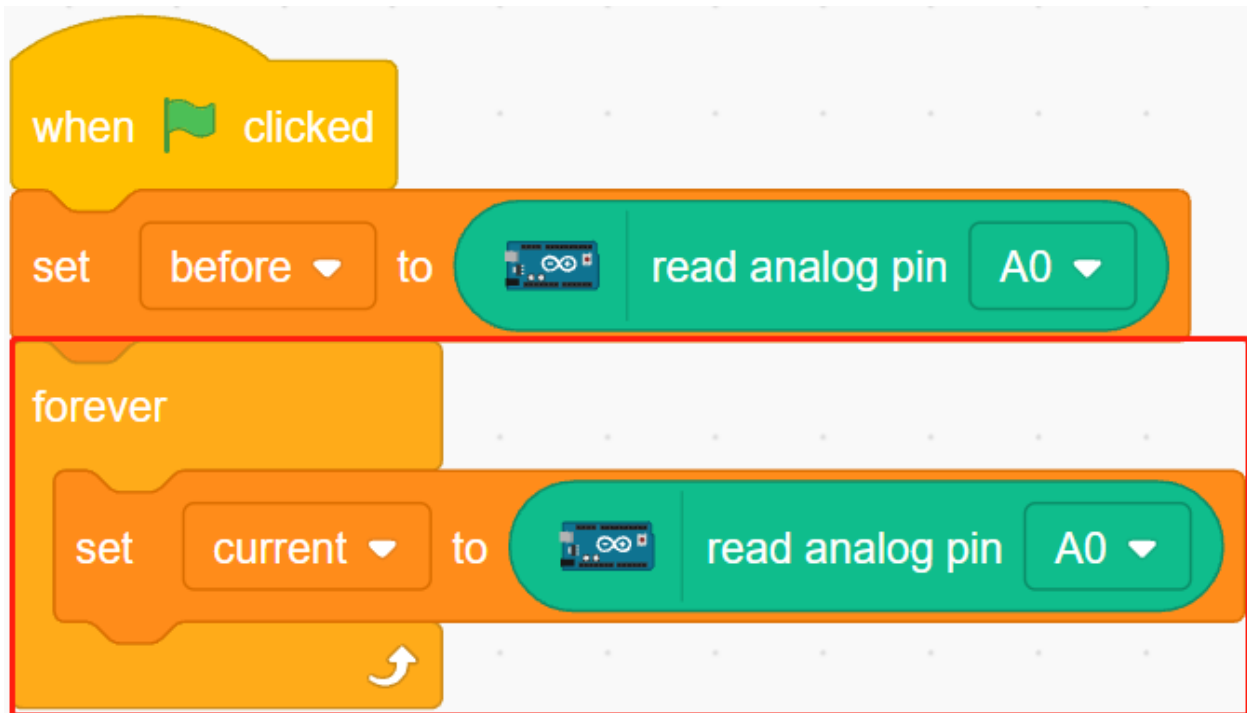 when clicked
set before to read analog pin A0
forever
set current to read analog pin A0